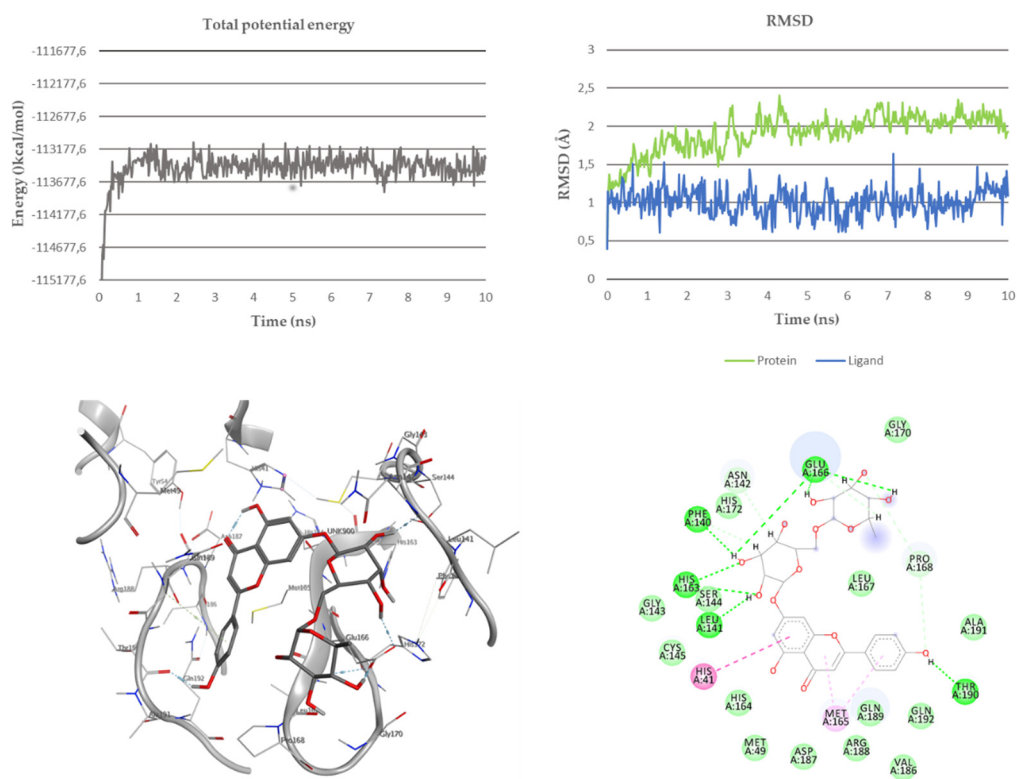 Total potential energy
-111677,6
-112177,6
-112677,6
-113177,6
-113677,6
-114177,6
-114677,6
-115177,6
Energy (Jkcal/mol)
0 1 2 3 4 5 6 7 8 9 10
Time (ns)
RMSD
3
2,5
2
1,5
1
0,5
0
RMSD (Å)
0 1 2 3 4 5 6 7 8 9 10
Time (ns)
Protein Ligand
Gly143
Ser144
Tyr54
Met49
UNK900
His163
Leu141
Met165
Glu166
Gln192
Pro168
Gly170
GLY
A:170
GLU
A:166
ASN
A:142
HIS
A:172
PHE
A:140
PRO
A:168
HIS
A:163
SER
A:144
LEU
A:167
GLY
A:143
LEU
A:141
ALA
A:191
CYS
A:145
HIS
A:41
THR
A:190
HIS
A:164
MET
A:165
GLN
A:189
GLN
A:192
MET
A:49
ASP
A:187
ARG
A:188
VAL
A:186